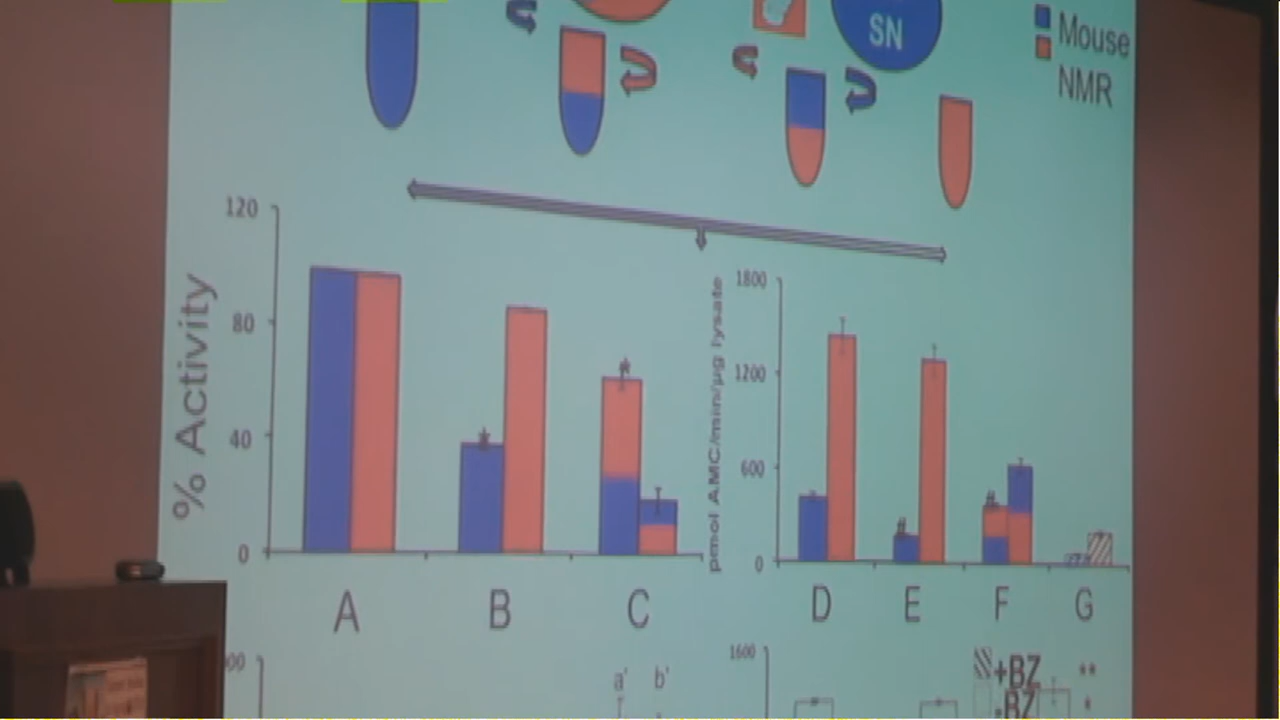 SN
Mouse
NMR
120
80
40
0
% Activity
*
*
A
B
C
1800
1200
600
0
pmol AMC/min/µg lysate
#
#
D
E
F
G
a'
b'
1600
+BZ
-BZ
**
*